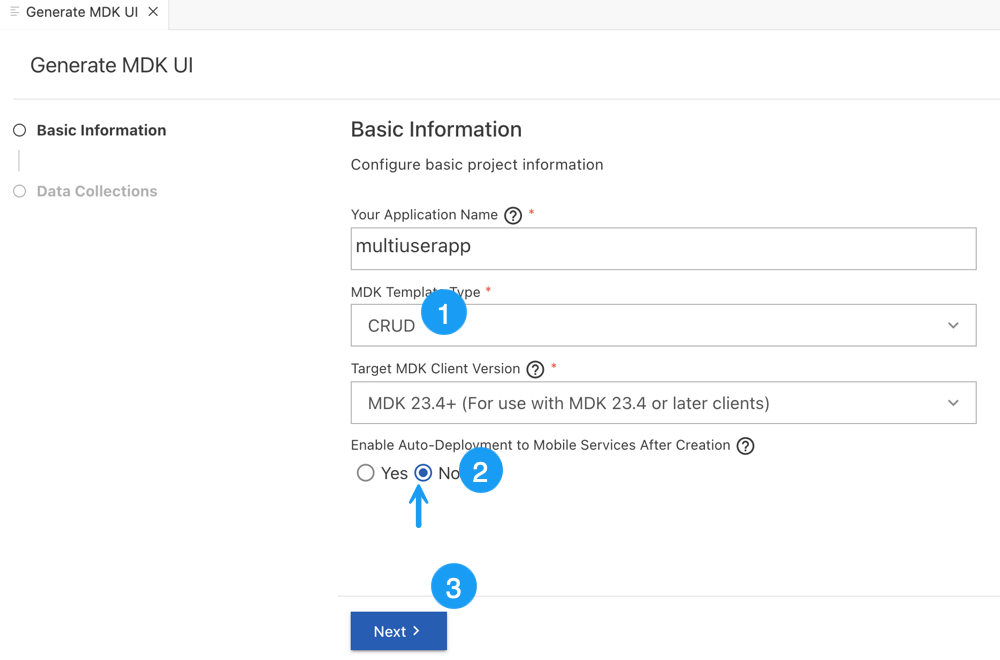 Generate MDK UI
Generate MDK UI
Basic Information
Data Collections
Basic Information
Configure basic project information
Your Application Name ? *
multiuserapp
MDK Template Type *
1
CRUD
Target MDK Client Version ? *
MDK 23.4+ (For use with MDK 23.4 or later clients)
Enable Auto-Deployment to Mobile Services After Creation ?
Yes No 2
3
Next